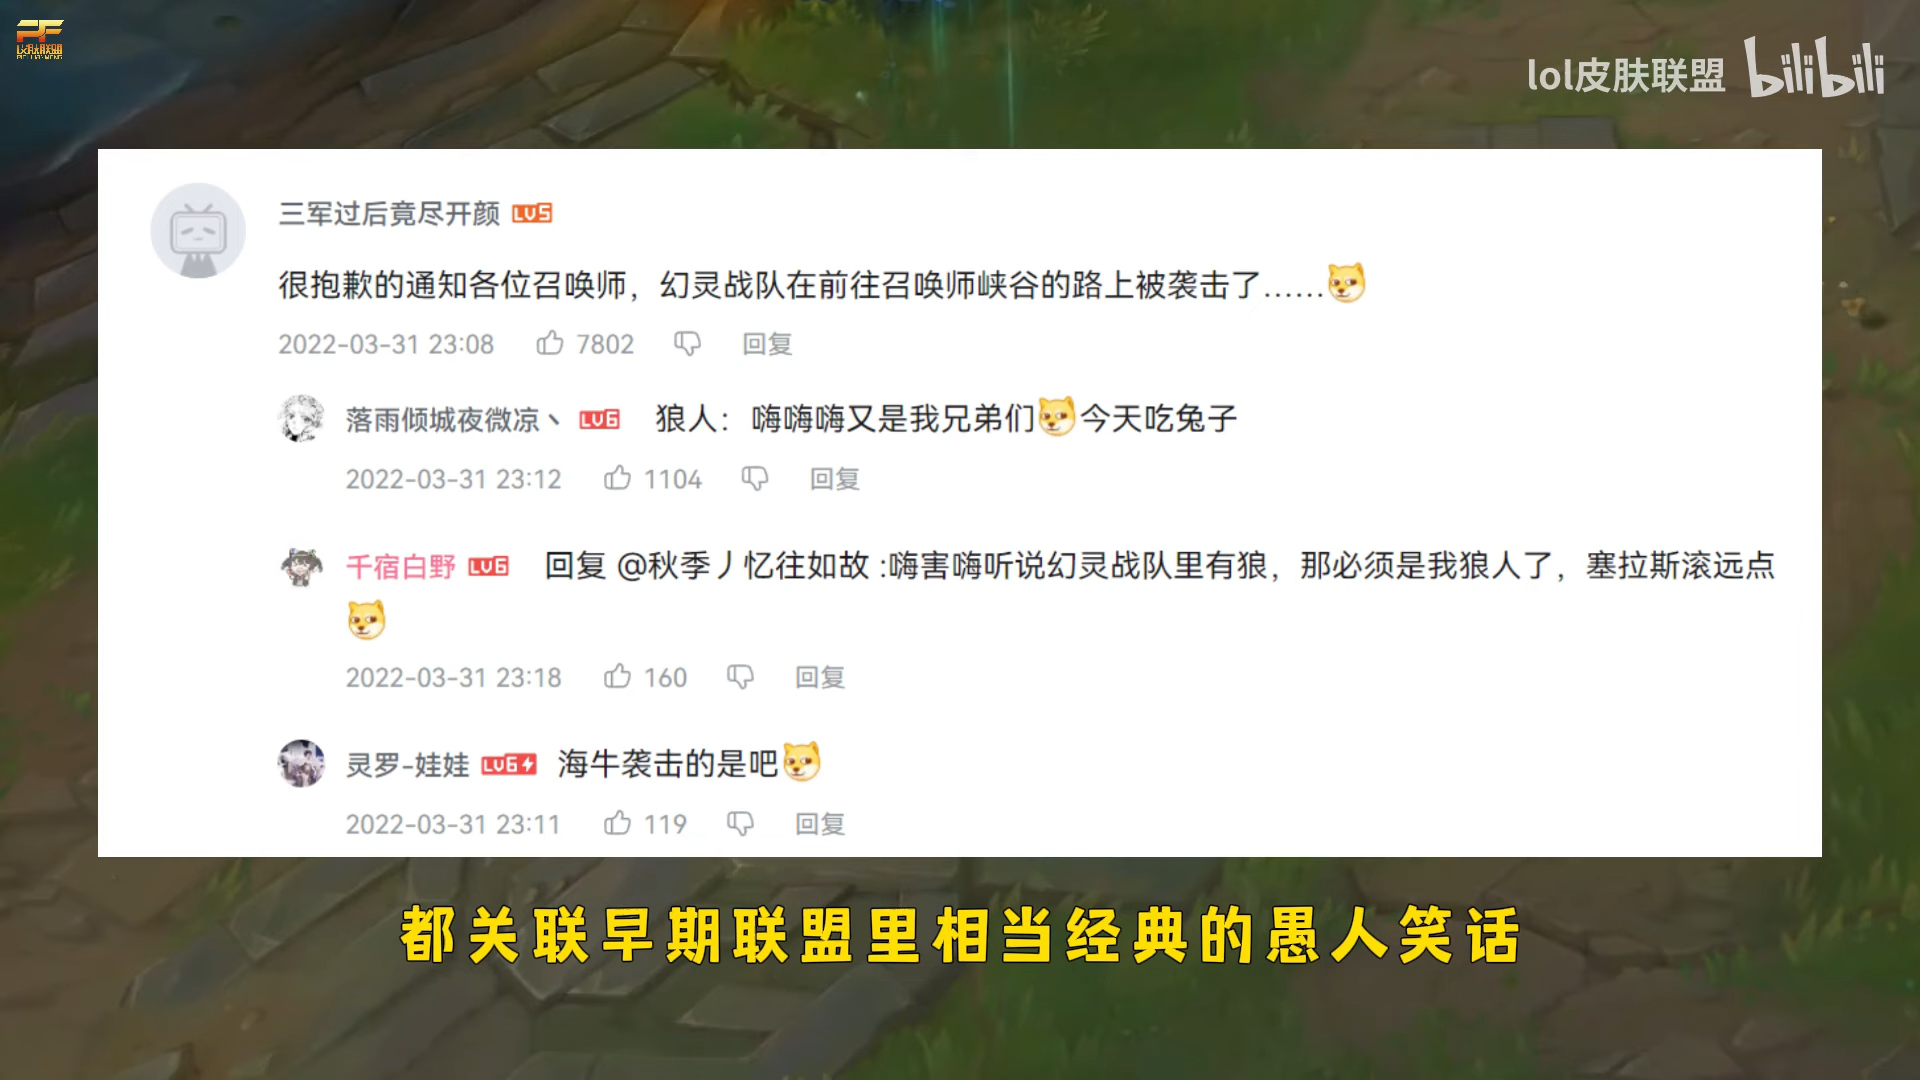 皮肤联盟
lol皮肤联盟 bilibili
三军过后竟尽开颜 LV5
很抱歉的通知各位召唤师，幻灵战队在前往召唤师峡谷的路上被袭击了……
2022-03-31 23:08 7802 回复
落雨倾城夜微凉丶 LV6 狼人：嗨嗨嗨又是我兄弟们今天吃兔子
2022-03-31 23:12 1104 回复
千宿白野 LV6 回复 @秋季丿忆往如故 :嗨害嗨听说幻灵战队里有狼，那必须是我狼人了，塞拉斯滚远点
2022-03-31 23:18 160 回复
灵罗-娃娃 LV6 海牛袭击的是吧
2022-03-31 23:11 119 回复
都关联早期联盟里相当经典的愚人笑话